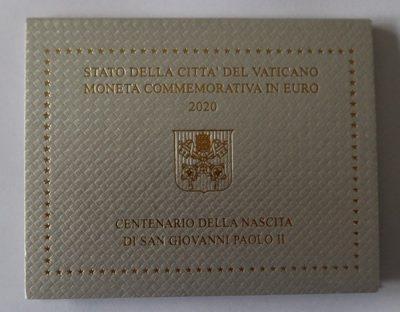 STATO DELLA CITTA' DEL VATICANO
MONETA COMMEMORATIVA IN EURO
2020
CENTENARIO DELLA NASCITA
DI SAN GIOVANNI PAOLO II